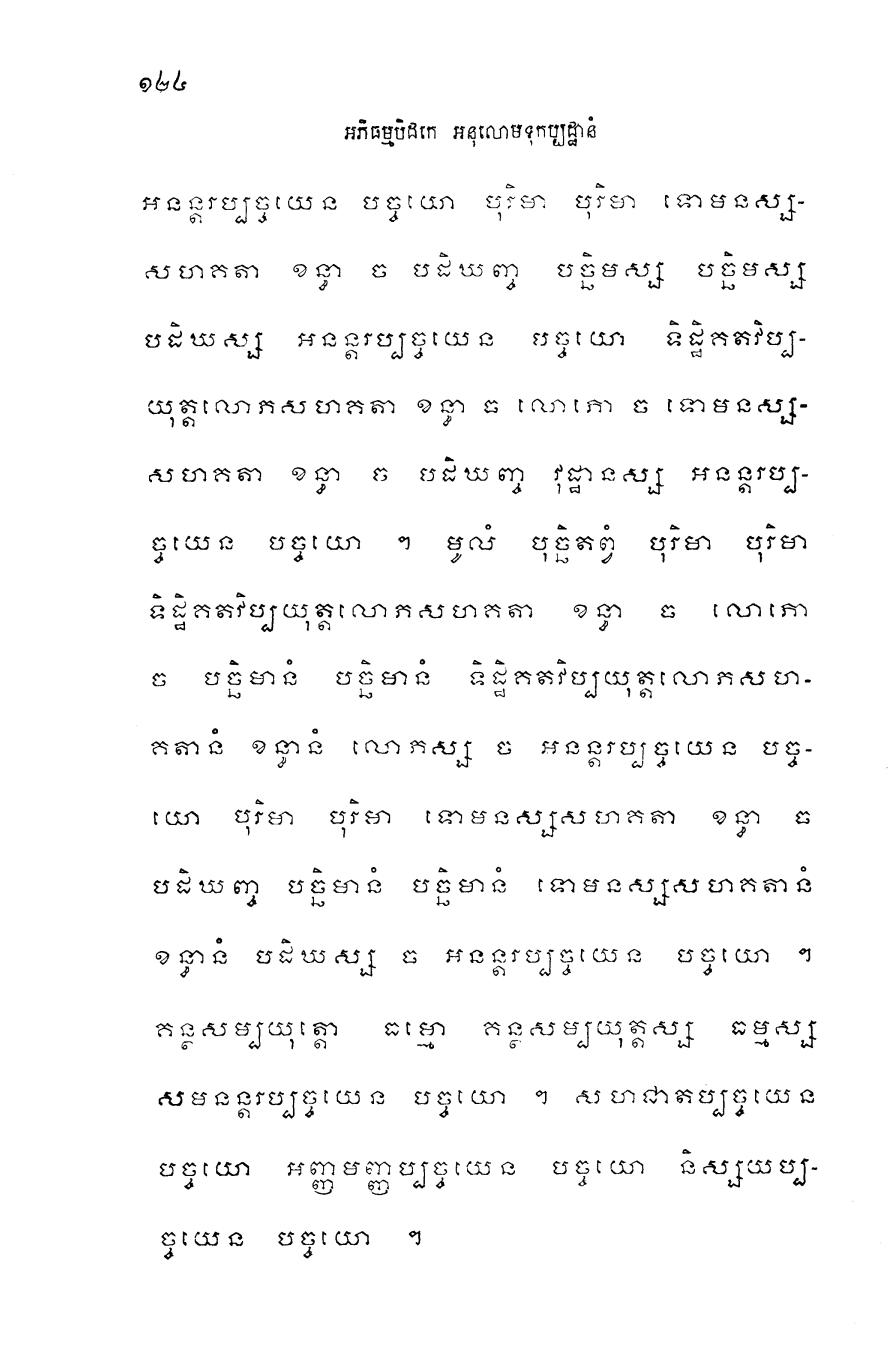 ១២៤
អភិធម្មបិដកេ អនុលោមទុកប្បដ្ឋានំ
អនន្តរប្បច្ចយេន បច្ចយោ បុរិមា បុរិមា ទោមនស្ស-
សហគតា ខន្ធា ច បដិឃញ្ច បច្ឆិមស្ស បច្ឆិមស្ស
បដិឃស្ស អនន្តរប្បច្ចយេន បច្ចយោ ទិដ្ឋិគតវិប្ប-
យុត្តលោភសហគតា ខន្ធា ច លោភោ ច ទោមនស្ស-
សហគតា ខន្ធា ច បដិឃញ្ច វុដ្ឋានស្ស អនន្តរប្ប-
ច្ចយេន បច្ចយោ ។ មូលំ បុច្ឆិតព្វំ បុរិមា បុរិមា
ទិដ្ឋិគតវិប្បយុត្តលោភសហគតា ខន្ធា ច លោភោ
ច បច្ឆិមានំ បច្ឆិមានំ ទិដ្ឋិគតវិប្បយុត្តលោភសហ-
គតានំ ខន្ធានំ លោភស្ស ច អនន្តរប្បច្ចយេន បច្ច-
យោ បុរិមា បុរិមា ទោមនស្សសហគតា ខន្ធា ច
បដិឃញ្ច បច្ឆិមានំ បច្ឆិមានំ ទោមនស្សសហគតានំ
ខន្ធានំ បដិឃស្ស ច អនន្តរប្បច្ចយេន បច្ចយោ ។
គន្ថសម្បយុត្តោ ធម្មោ គន្ថសម្បយុត្តស្ស ធម្មស្ស
សមនន្តរប្បច្ចយេន បច្ចយោ ។ សហជាតប្បច្ចយេន
បច្ចយោ អញ្ញមញ្ញប្បច្ចយេន បច្ចយោ និស្សយប្ប-
ច្ចយេន បច្ចយោ ។